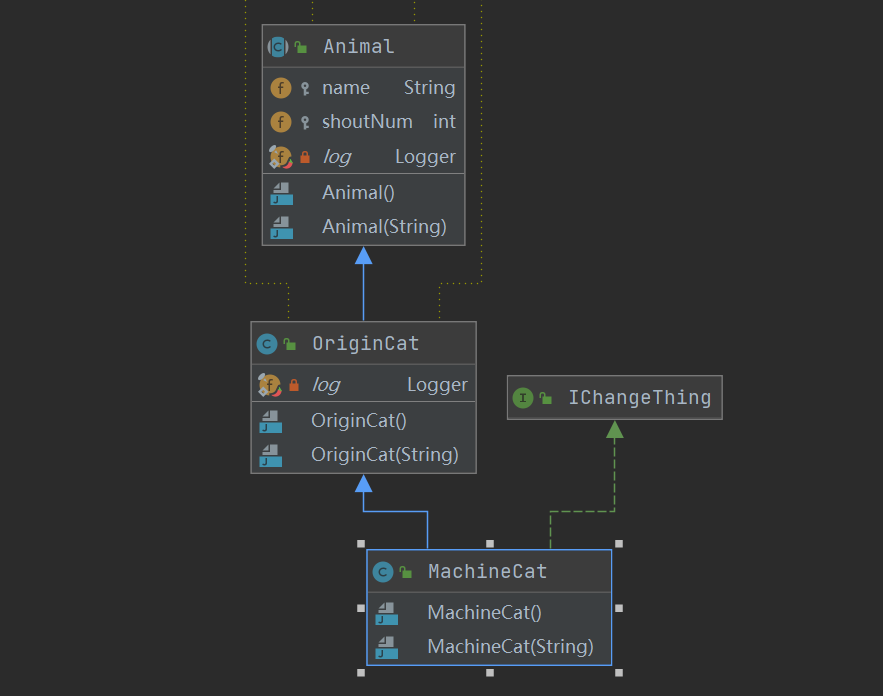 Animal
name String
shoutNum int
log Logger
Animal()
Animal(String)
OriginCat
log Logger
OriginCat()
OriginCat(String)
IChangeThing
MachineCat
MachineCat()
MachineCat(String)